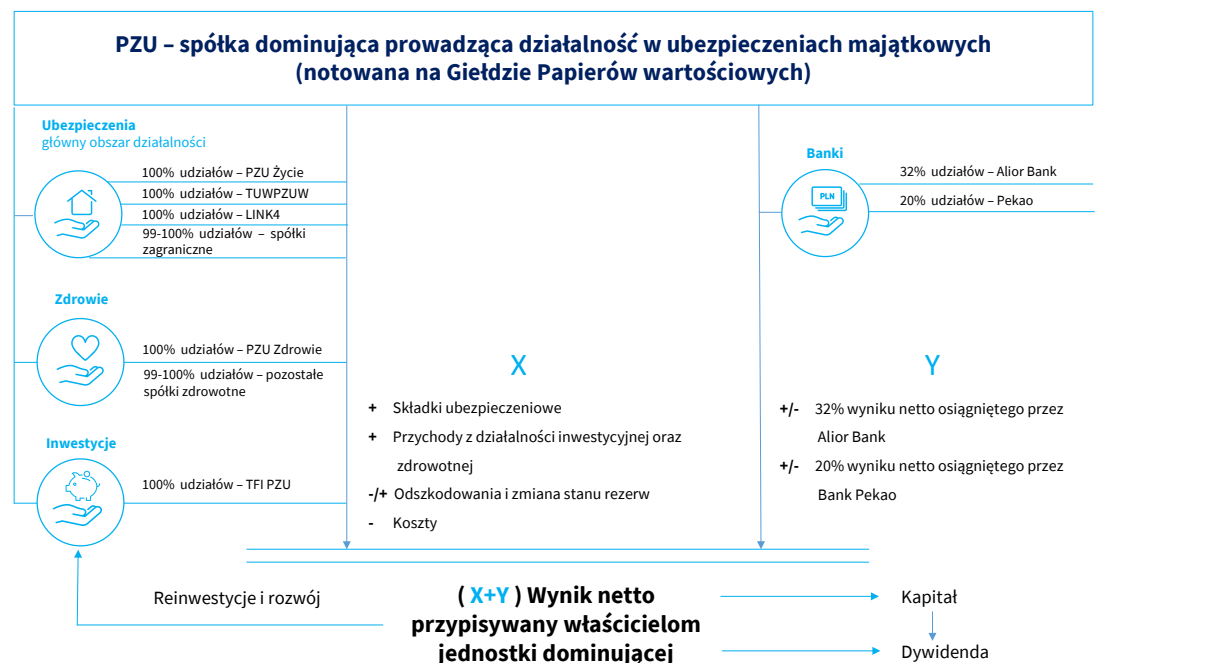 PZU – spółka dominująca prowadząca działalność w ubezpieczeniach majątkowych
(notowana na Giełdzie Papierów wartościowych)
Ubezpieczenia
główny obszar działalności
100% udziałów – PZU Życie
100% udziałów – TUWPZUW
100% udziałów – LINK4
99-100% udziałów – spółki
zagraniczne
Zdrowie
100% udziałów – PZU Zdrowie
99-100% udziałów – pozostałe
spółki zdrowotne
Inwestycje
100% udziałów – TFI PZU
Banki
PLN
32% udziałów – Alior Bank
20% udziałów – Pekao
X
+ Składki ubezpieczeniowe
+ Przychody z działalności inwestycyjnej oraz
zdrowotnej
-/+ Odszkodowania i zmiana stanu rezerw
- Koszty
Y
+/- 32% wyniku netto osiągniętego przez
Alior Bank
+/- 20% wyniku netto osiągniętego przez
Bank Pekao
Reinwestycje i rozwój
( X+Y ) Wynik netto
przypisywany właścicielom
jednostki dominującej
Kapitał
Dywidenda